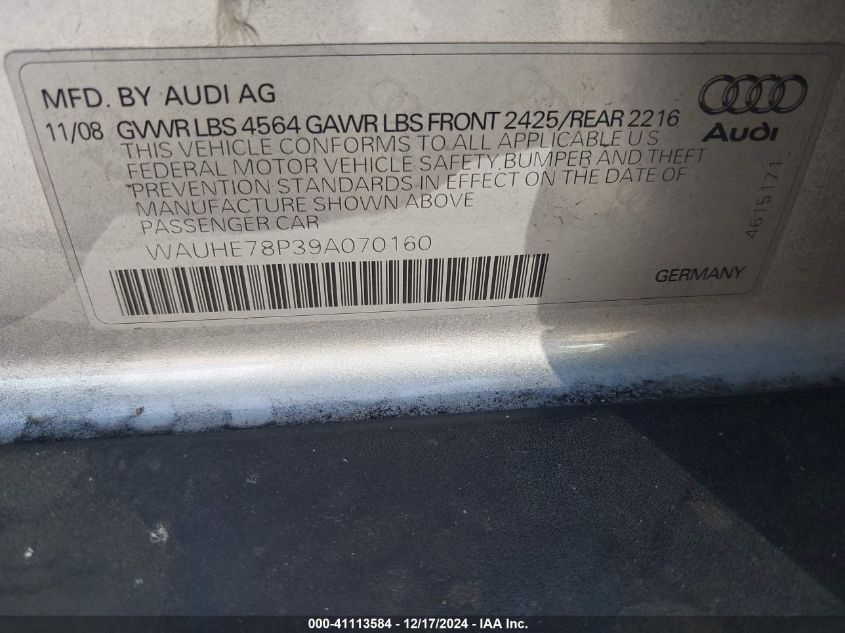 MFD. BY AUDI AG
11/08 GVWR LBS 4564 GAWR LBS FRONT 2425/REAR 2216
THIS VEHICLE CONFORMS TO ALL APPLICABLE U S
FEDERAL MOTOR VEHICLE SAFETY,BUMPER AND THEFT
PREVENTION STANDARDS IN EFFECT ON THE DATE OF
MANUFACTURE SHOWN ABOVE
PASSENGER CAR
WAUHE78P39A070160
Audi
4615171
GERMANY
000-41113584 - 12/17/2024 - IAA Inc.